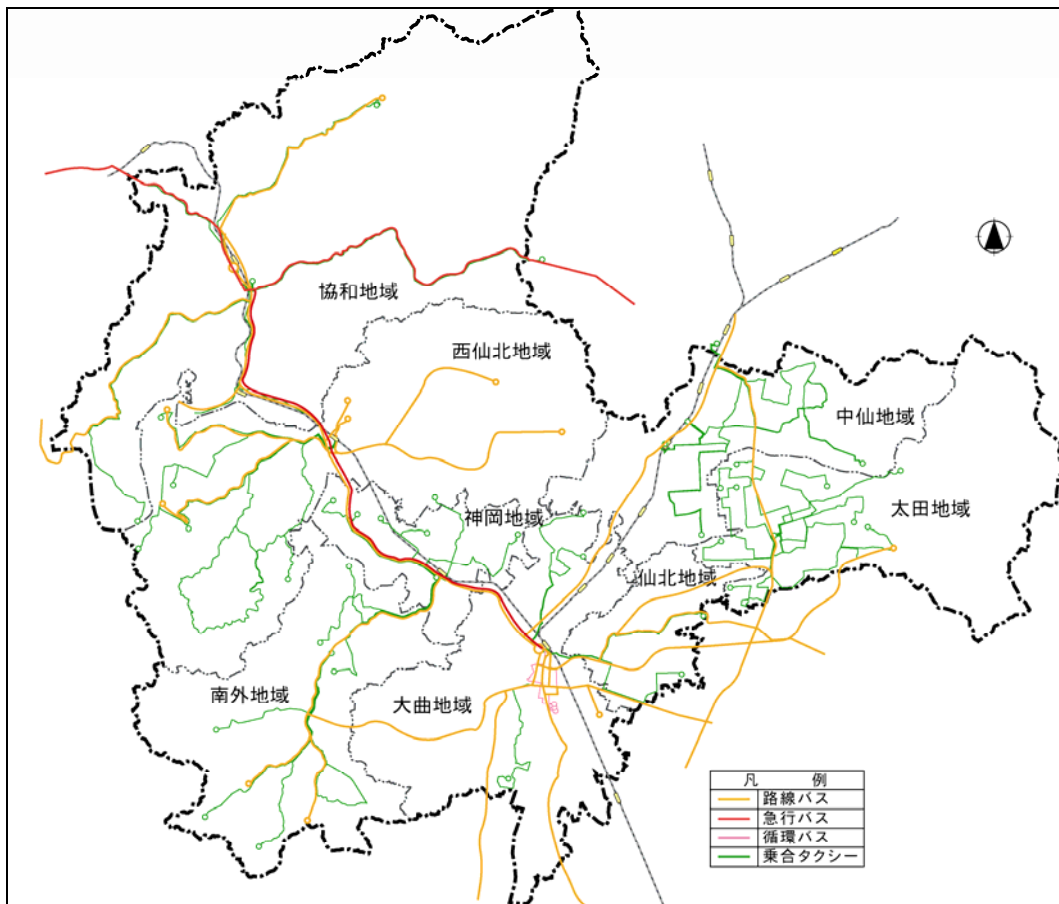 協和地域
西仙北地域
中仙地域
太田地域
神岡地域
仙北地域
南外地域
大曲地域
凡 例
路線バス
急行バス
循環バス
乗合タクシー